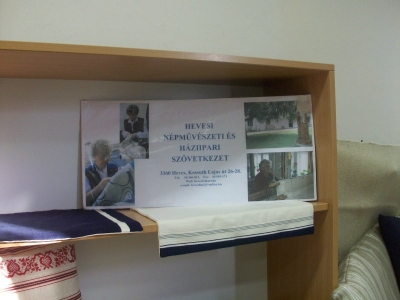 HEVESI
NÉPMŰVÉSZETI ÉS
HÁZIIPARI
SZÖVETKEZET
3360 Heves, Kossuth Lajos út 26-28.